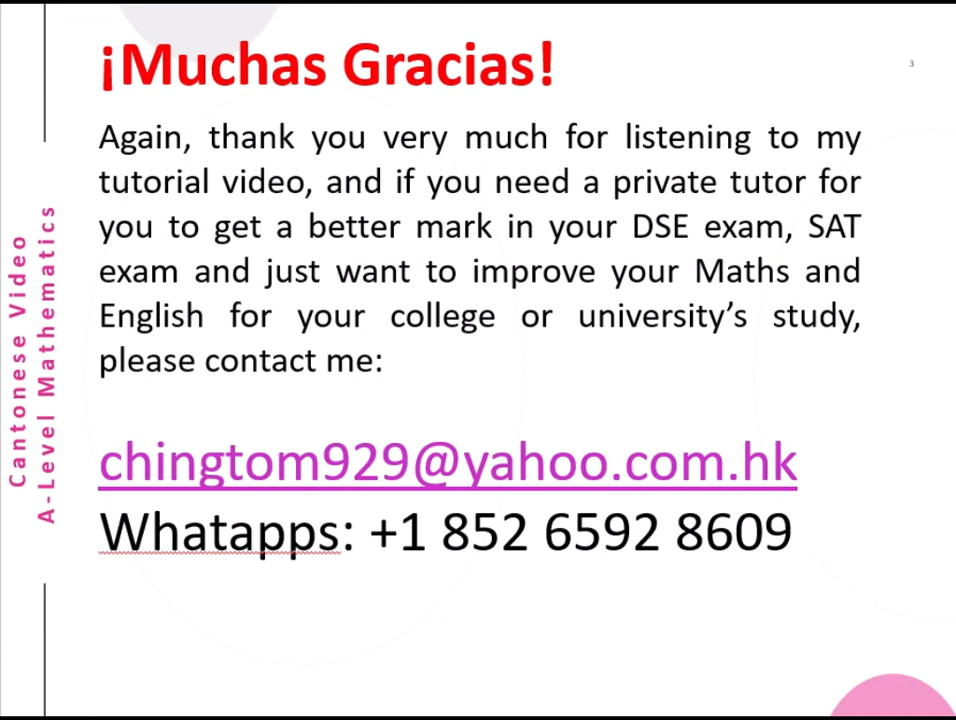 ¡Muchas Gracias!
3
Again, thank you very much for listening to my
tutorial video, and if you need a private tutor for
you to get a better mark in your DSE exam, SAT
exam and just want to improve your Maths and
English for your college or university’s study,
please contact me:
chingtom929@yahoo.com.hk
Whatapps: +1 852 6592 8609
Cantonese Video
A-Level Mathematics